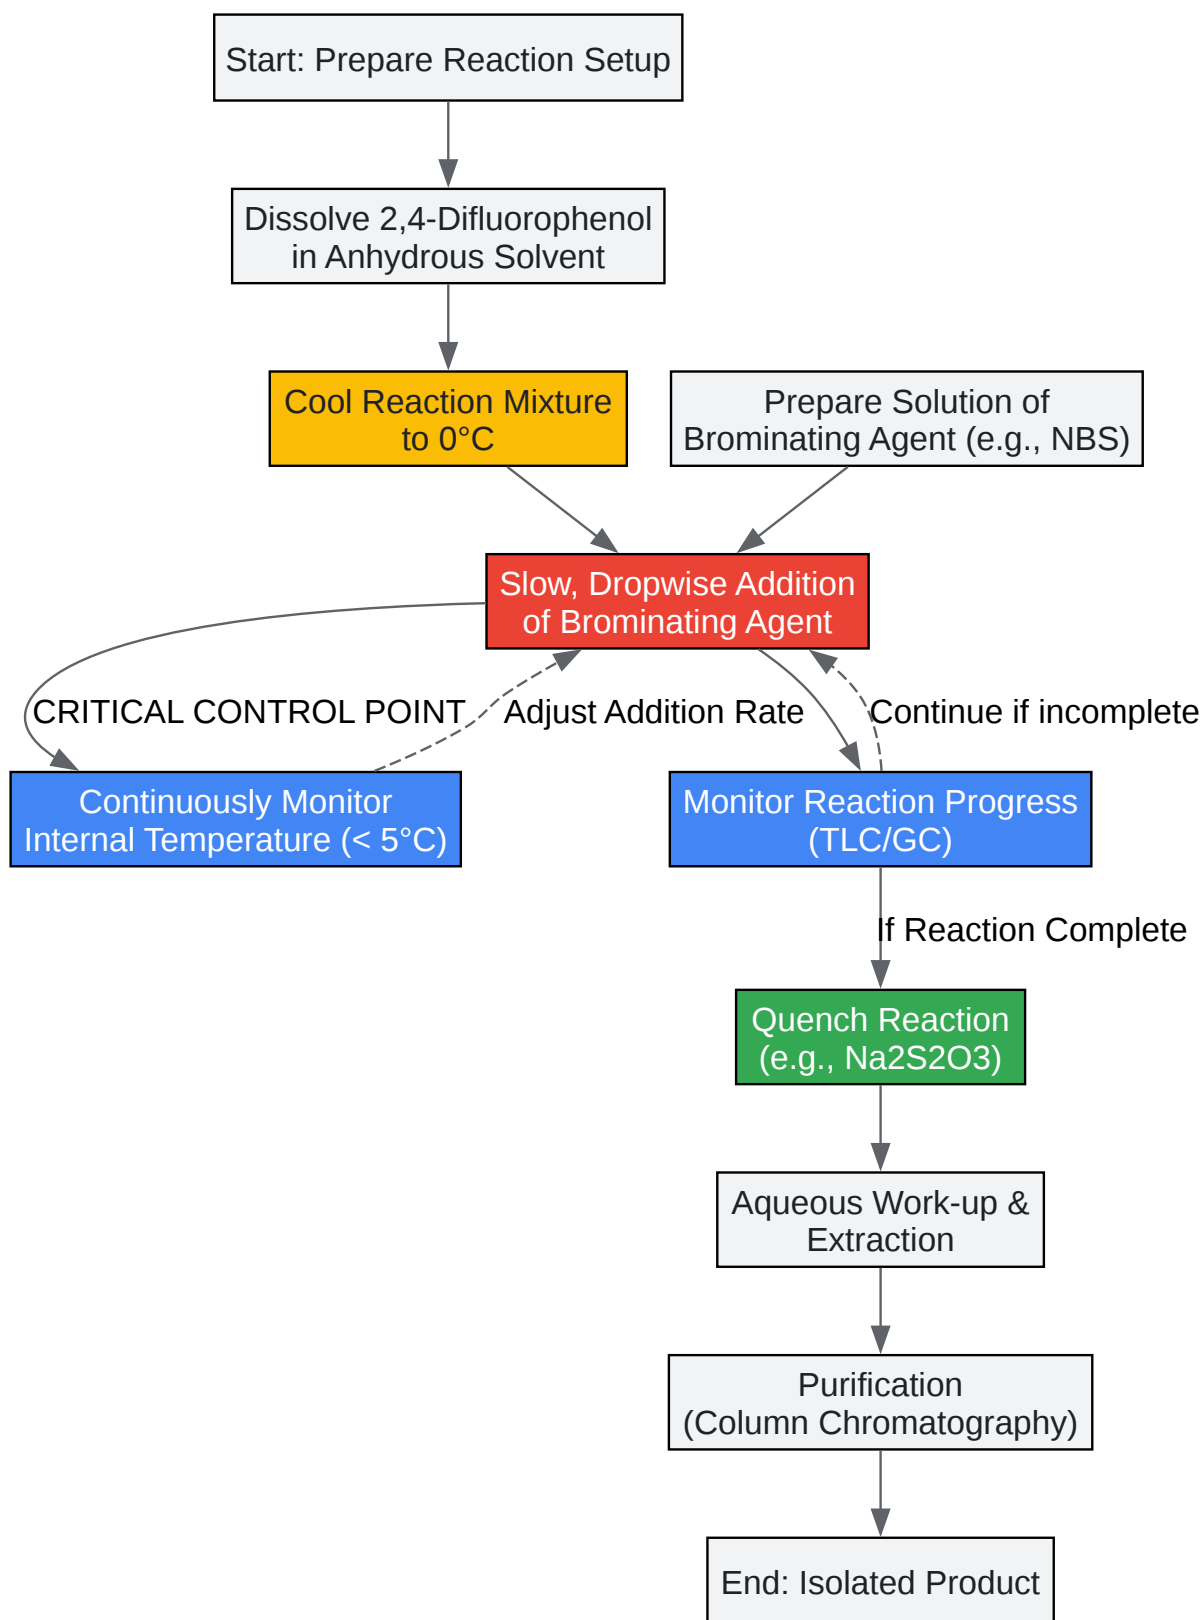 Start: Prepare Reaction Setup
Dissolve 2,4-Difluorophenol
in Anhydrous Solvent
Cool Reaction Mixture
to 0°C
Prepare Solution of
Brominating Agent (e.g., NBS)
Slow, Dropwise Addition
of Brominating Agent
CRITICAL CONTROL POINT
Adjust Addition Rate
Continue if incomplete
Continuously Monitor
Internal Temperature (< 5°C)
Monitor Reaction Progress
(TLC/GC)
If Reaction Complete
Quench Reaction
(e.g., Na2S2O3)
Aqueous Work-up &
Extraction
Purification
(Column Chromatography)
End: Isolated Product